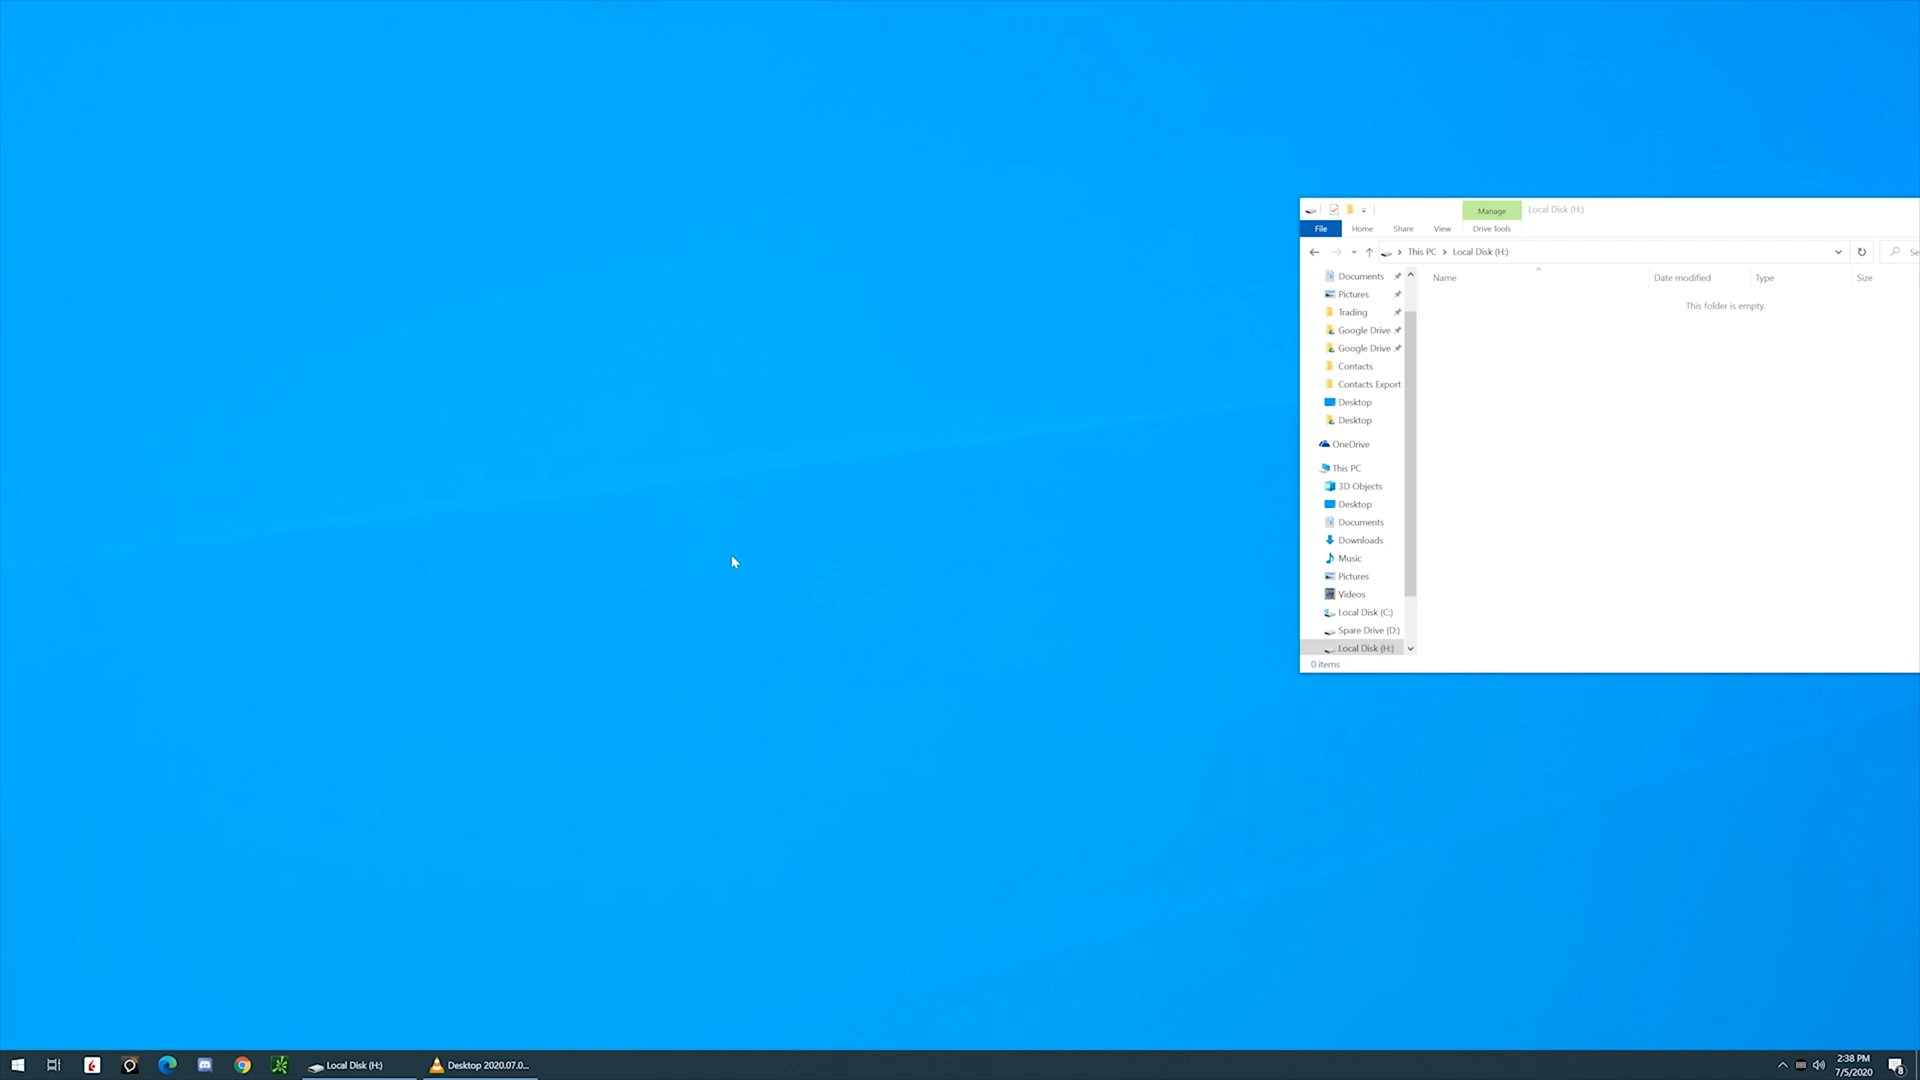 Manage
Local Disk (H:)
File
Home
Share
View
Drive Tools
This PC
Local Disk (H:)
Se
Name
Date modified
Type
Size
This folder is empty.
Documents
Pictures
Trading
Google Drive
Google Drive
Contacts
Contacts Export
Desktop
Desktop
OneDrive
This PC
3D Objects
Desktop
Documents
Downloads
Music
Pictures
Videos
Local Disk (C:)
Spare Drive (D:)
Local Disk (H:)
0 items
Local Disk (H:)
Desktop 2020.07.0...
2:38 PM
7/5/2020
8